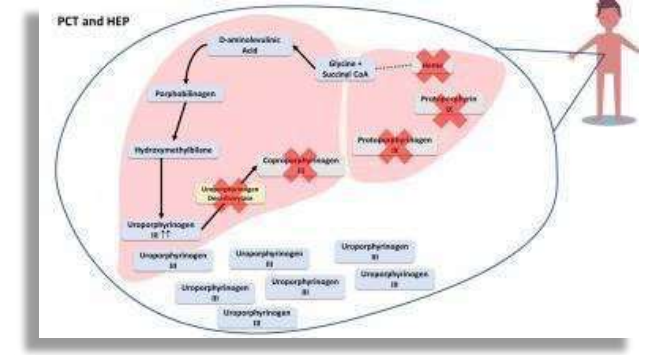 PCT and HEP
D-aminolevulinic
Acid
Glycine +
Succinyl CoA
Heme
Protoporphyrin
IX
Porphobilinogen
Protoporphyrinogen
IX
Hydroxymethylbilane
Coproporphyrinogen
III
Uroporphyrinogen
Decarboxylase
Uroporphyrinogen
III ↑↑
Uroporphyrinogen
III
Uroporphyrinogen
III
Uroporphyrinogen
III
Uroporphyrinogen
III
Uroporphyrinogen
III
Uroporphyrinogen
III
Uroporphyrinogen
III